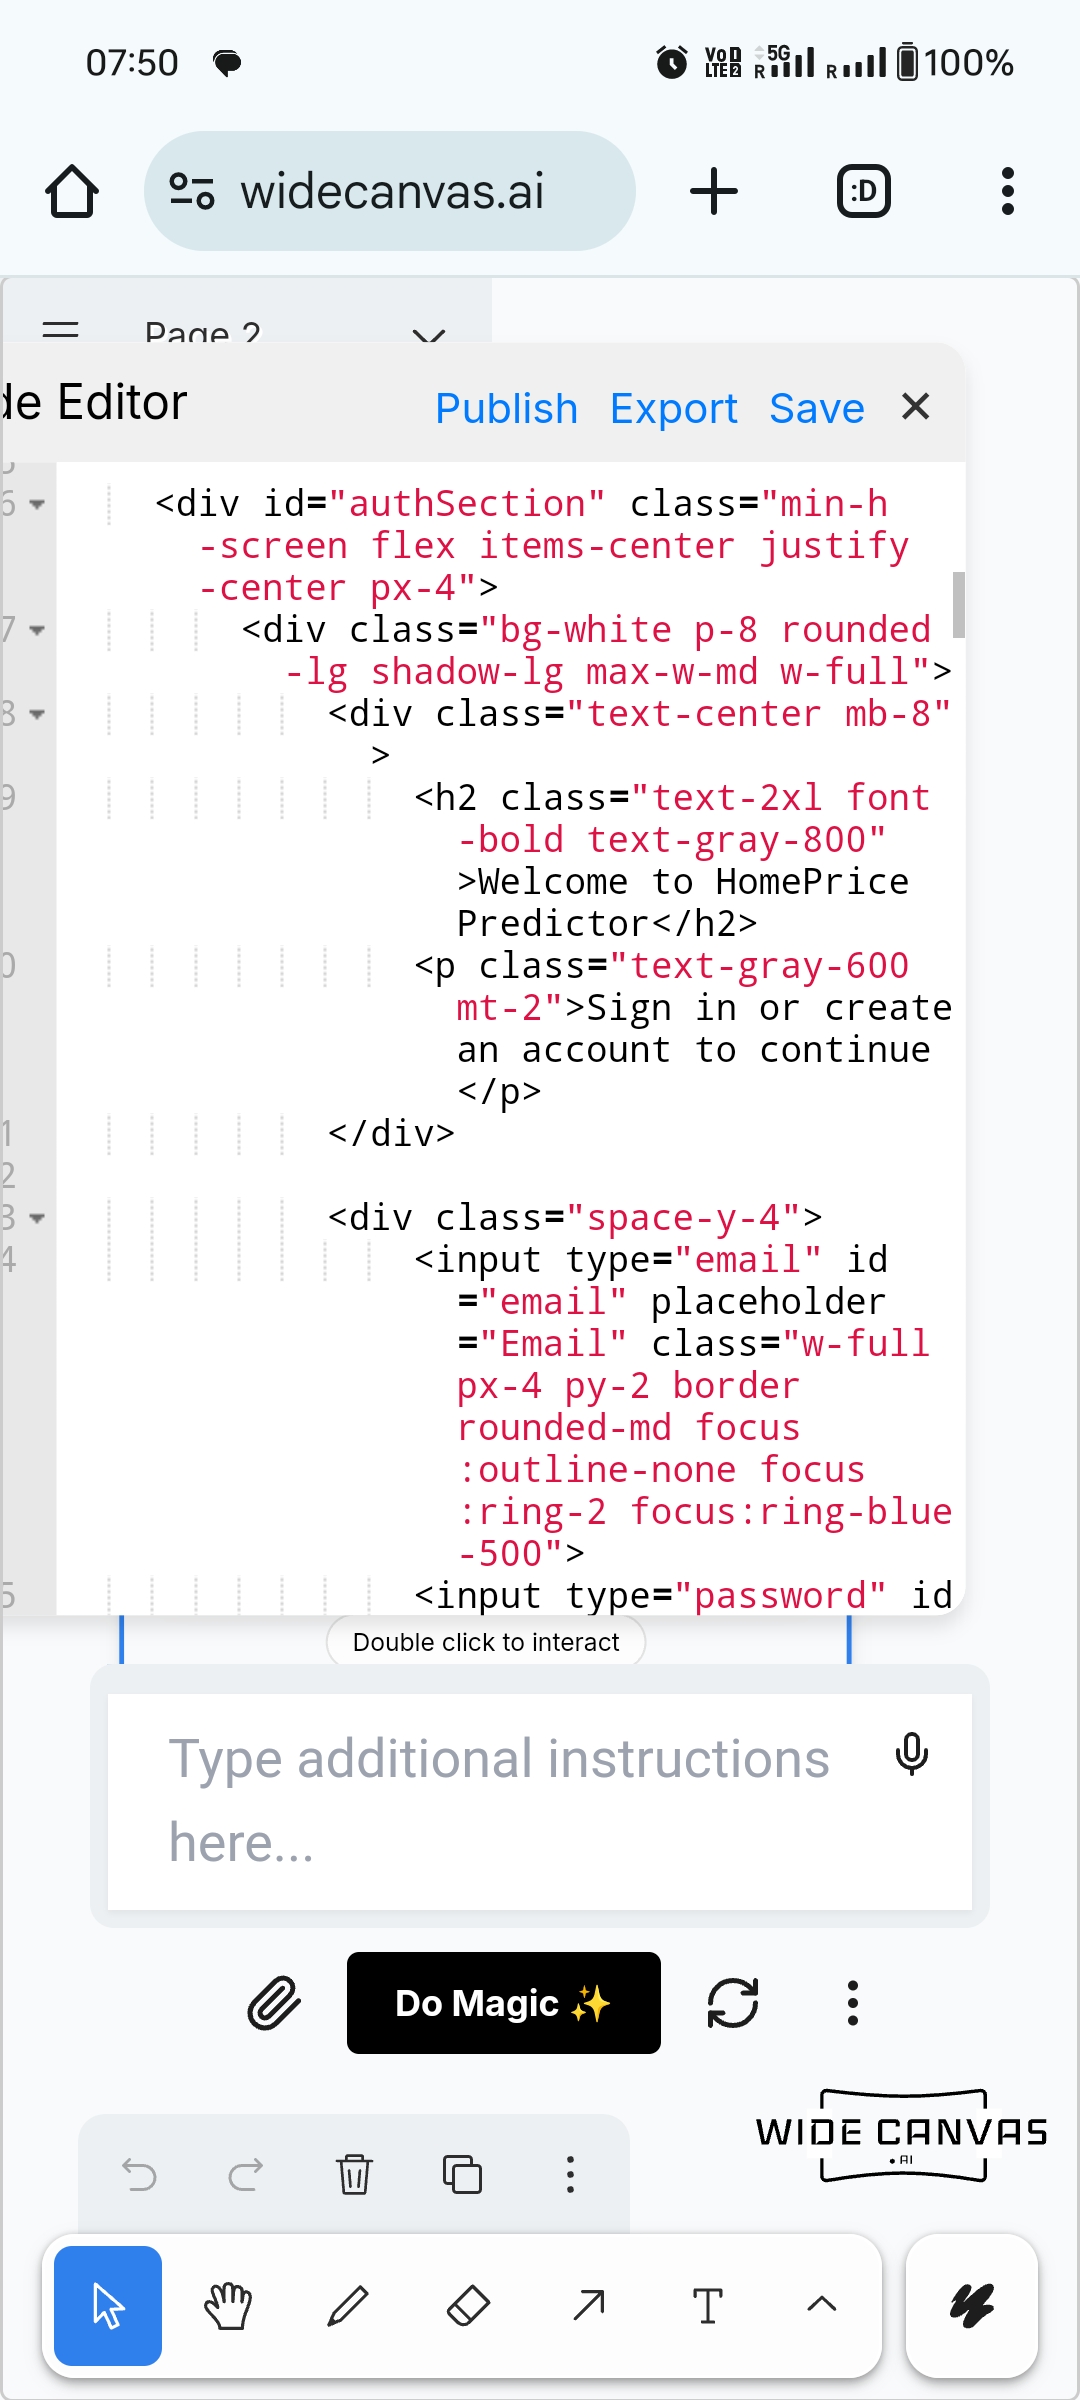 07:50
VoD LTE2 R 5G R 100%
widecanvas.ai
:D
Page 2
de Editor Publish Export Save ✕
6 <div id="authSection" class="min-h
-screen flex items-center justify
-center px-4">
7 <div class="bg-white p-8 rounded
-lg shadow-lg max-w-md w-full">
8 <div class="text-center mb-8"
>
9 <h2 class="text-2xl font
-bold text-gray-800"
>Welcome to HomePrice
Predictor</h2>
0 <p class="text-gray-600
mt-2">Sign in or create
an account to continue
</p>
1 </div>
2
3 <div class="space-y-4">
4 <input type="email" id
="email" placeholder
="Email" class="w-full
px-4 py-2 border
rounded-md focus
:outline-none focus
:ring-2 focus:ring-blue
-500">
5 <input type="password" id
Double click to interact
Type additional instructions
here...
Do Magic ✨
WIDE CANVAS
.AI
T